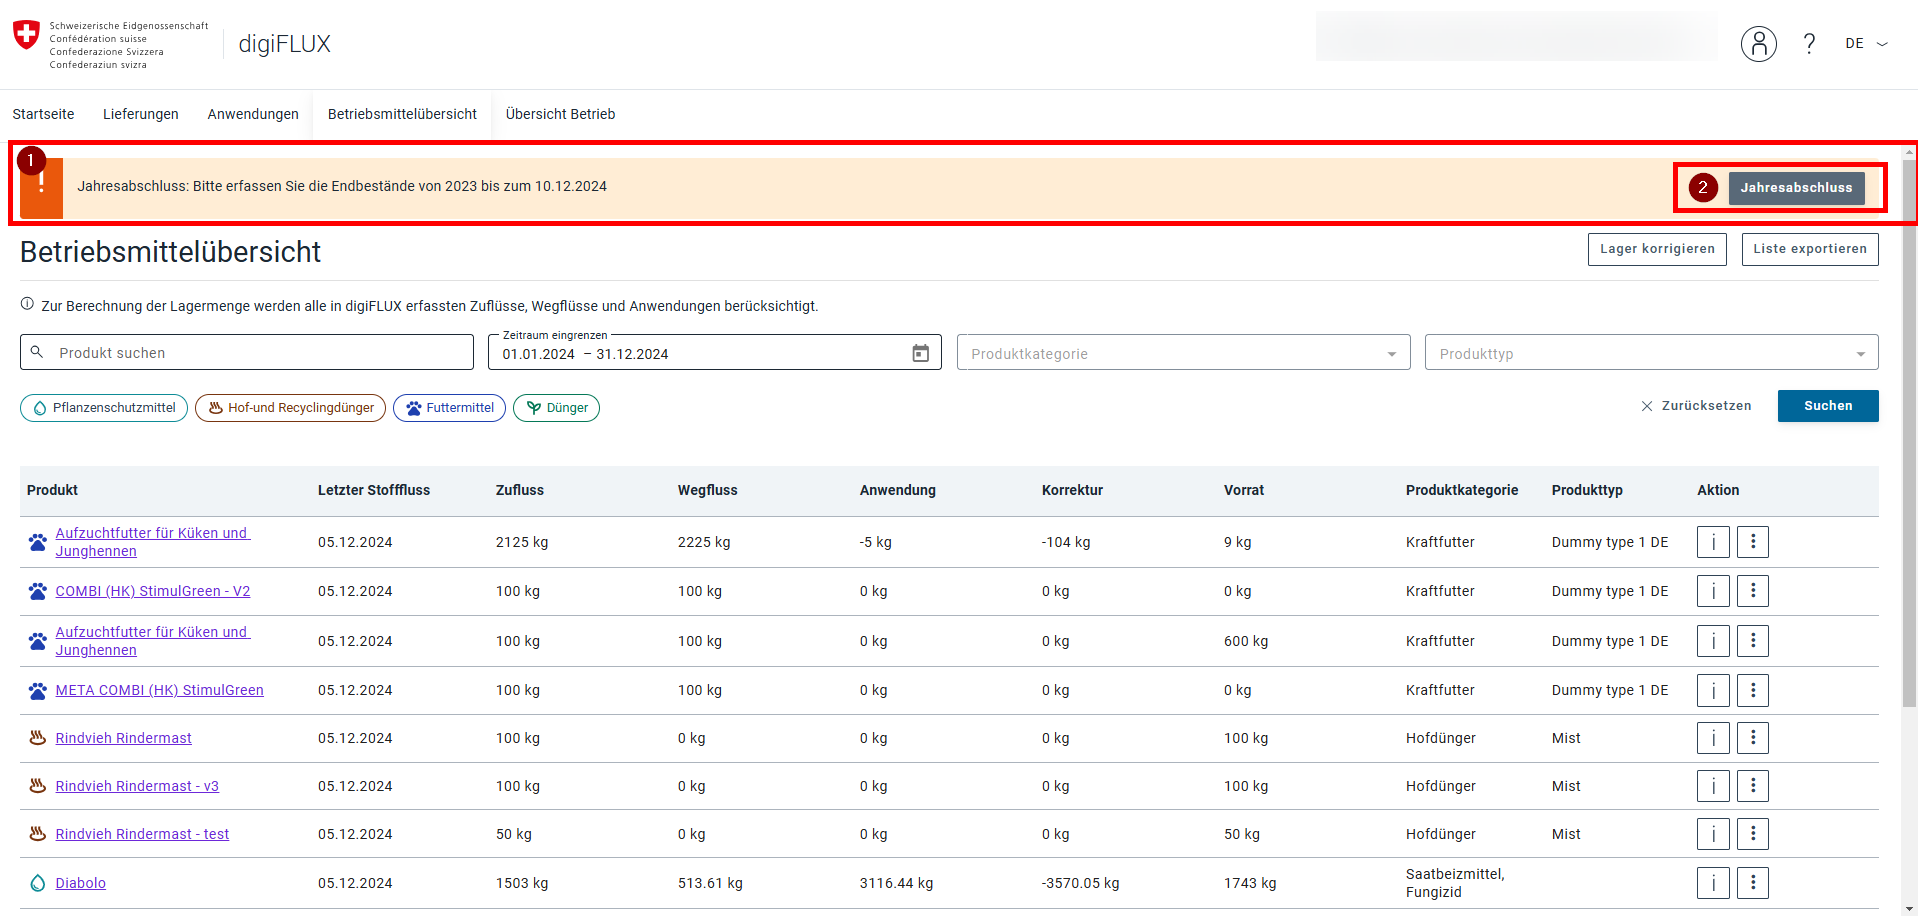 Schweizerische Eidgenossenschaft
Confédération suisse
Confederazione Svizzera
Confederaziun svizra
digiFLUX
?
DE
Startseite Lieferungen Anwendungen Betriebsmittelübersicht Übersicht Betrieb
1
!
Jahresabschluss: Bitte erfassen Sie die Endbestände von 2023 bis zum 10.12.2024
2
Jahresabschluss
Betriebsmittelübersicht
Lager korrigieren
Liste exportieren
Zur Berechnung der Lagermenge werden alle in digiFLUX erfassten Zuflüsse, Wegflüsse und Anwendungen berücksichtigt.
Produkt suchen
Zeitraum eingrenzen
01.01.2024 – 31.12.2024
Produktkategorie
Produkttyp
Pflanzenschutzmittel
Hof-und Recyclingdünger
Futtermittel
Dünger
Zurücksetzen
Suchen
Produkt Letzter Stofffluss Zufluss Wegfluss Anwendung Korrektur Vorrat Produktkategorie Produkttyp Aktion
Aufzuchtfutter für Küken und
Junghennen
05.12.2024 2125 kg 2225 kg -5 kg -104 kg 9 kg Kraftfutter Dummy type 1 DE i
COMBI (HK) StimulGreen - V2 05.12.2024 100 kg 100 kg 0 kg 0 kg 0 kg Kraftfutter Dummy type 1 DE i
Aufzuchtfutter für Küken und
Junghennen
05.12.2024 100 kg 100 kg 0 kg 0 kg 600 kg Kraftfutter Dummy type 1 DE i
META COMBI (HK) StimulGreen 05.12.2024 100 kg 100 kg 0 kg 0 kg 0 kg Kraftfutter Dummy type 1 DE i
Rindvieh Rindermast 05.12.2024 100 kg 0 kg 0 kg 0 kg 100 kg Hofdünger Mist i
Rindvieh Rindermast - v3 05.12.2024 100 kg 0 kg 0 kg 0 kg 100 kg Hofdünger Mist i
Rindvieh Rindermast - test 05.12.2024 50 kg 0 kg 0 kg 0 kg 50 kg Hofdünger Mist i
Diabolo 05.12.2024 1503 kg 513.61 kg 3116.44 kg -3570.05 kg 1743 kg Saatbeizmittel,
Fungizid
i